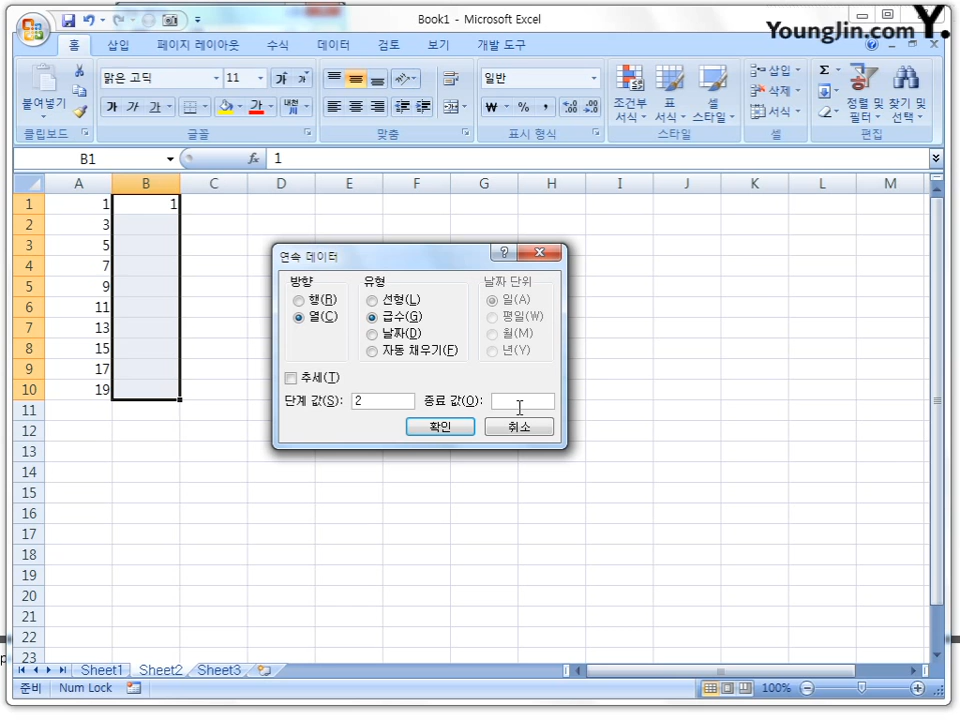 Book1 - Microsoft Excel
YoungJin.com Y.
홈 삽입 페이지 레이아웃 수식 데이터 검토 보기 개발 도구
붙여넣기
맑은 고딕 11
가 가
가 가 가
일반
조건부 서식
표 서식
셀 스타일
삽입
삭제
서식
정렬 및 필터
찾기 및 선택
클립보드 글꼴 맞춤 표시 형식 스타일 셀 편집
B1 fx 1
A B C D E F G H I J K L M
1 1 1
2 3
3 5
4 7
5 9
6 11
7 13
8 15
9 17
10 19
11
12
13
14
15
16
17
18
19
20
21
22
23
연속 데이터
방향
행(R)
열(C)
유형
선형(L)
급수(G)
날짜(D)
자동 채우기(F)
날짜 단위
일(A)
평일(W)
월(M)
년(Y)
추세(T)
단계 값(S): 2 종료 값(O):
확인 취소
Sheet1 Sheet2 Sheet3
준비 Num Lock 100%